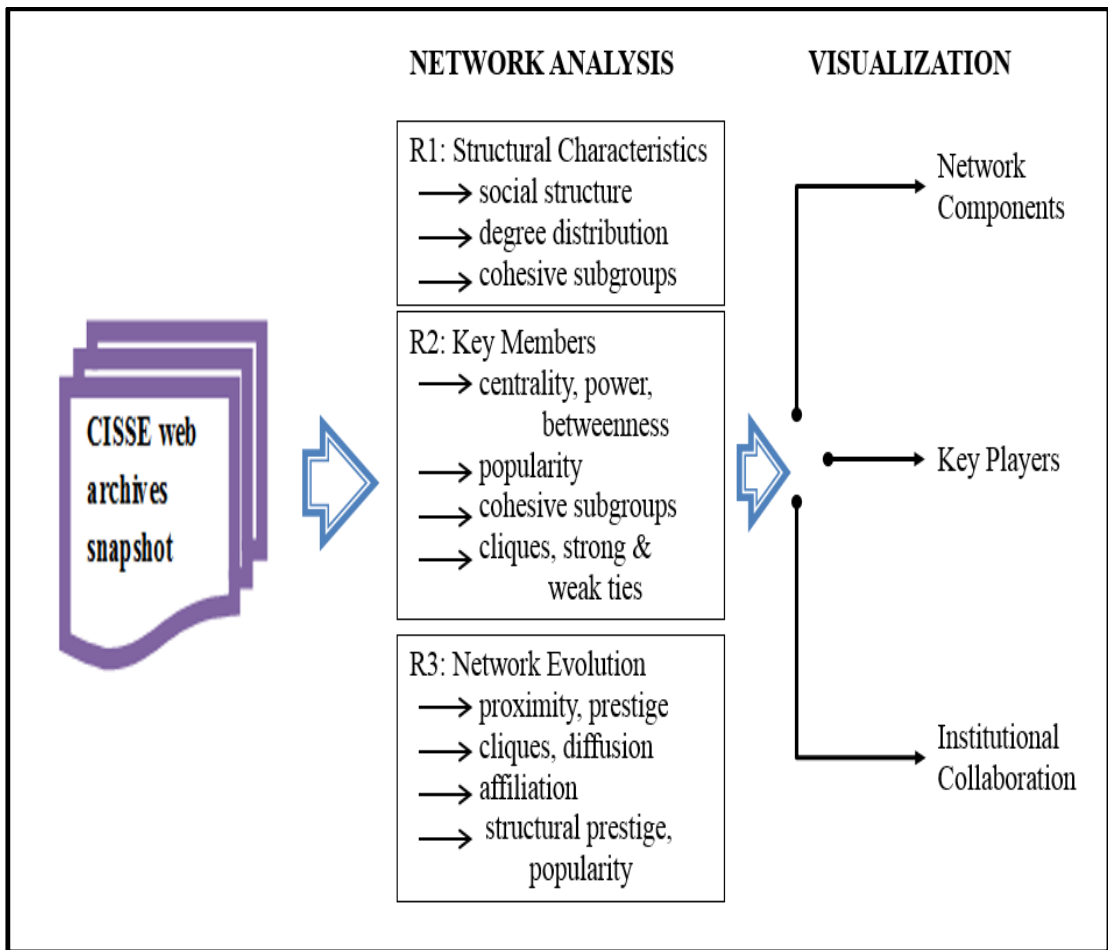 NETWORK ANALYSIS
VISUALIZATION
CISSE web
archives
snapshot
R1: Structural Characteristics
social structure
degree distribution
cohesive subgroups
R2: Key Members
centrality, power,
betweenness
popularity
cohesive subgroups
cliques, strong &
weak ties
R3: Network Evolution
proximity, prestige
cliques, diffusion
affiliation
structural prestige,
popularity
Network
Components
Key Players
Institutional
Collaboration